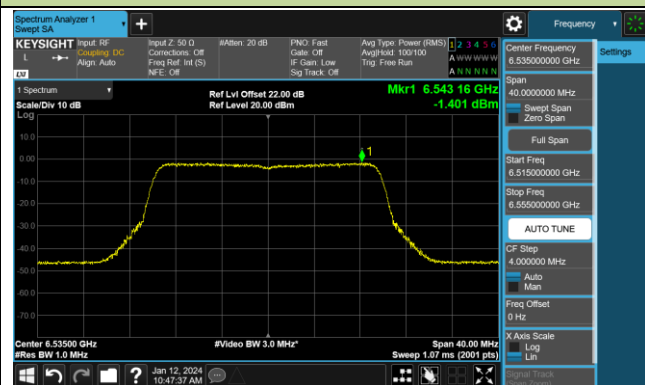 Spectrum Analyzer 1
Swept SA
Frequency
KEYSIGHT
Input: RF
Coupling: DC
Align: Auto
Input Z: 50 Ω
Corrections: Off
Freq Ref: Int (S)
NFE: Off
#Atten: 20 dB
PNO: Fast
Gate: Off
IF Gain: Low
Sig Track: Off
Avg Type: Power (RMS)
Avg|Hold: 100/100
Trig: Free Run
1 2 3 4 5 6
A W W W W W
A N N N N N
L
LXI
1 Spectrum
Scale/Div 10 dB
Log
Ref Lvl Offset 22.00 dB
Ref Level 20.00 dBm
Mkr1 6.543 16 GHz
-1.401 dBm
1
10.0
0.00
-10.0
-20.0
-30.0
-40.0
-50.0
-60.0
-70.0
Center 6.53500 GHz
#Res BW 1.0 MHz
#Video BW 3.0 MHz*
Span 40.00 MHz
Sweep 1.07 ms (2001 pts)
Jan 12, 2024
10:47:37 AM
Center Frequency
6.535000000 GHz
Span
40.0000000 MHz
Swept Span
Zero Span
Full Span
Start Freq
6.515000000 GHz
Stop Freq
6.555000000 GHz
AUTO TUNE
CF Step
4.000000 MHz
Auto
Man
Freq Offset
0 Hz
X Axis Scale
Log
Lin
Signal Track
Settings